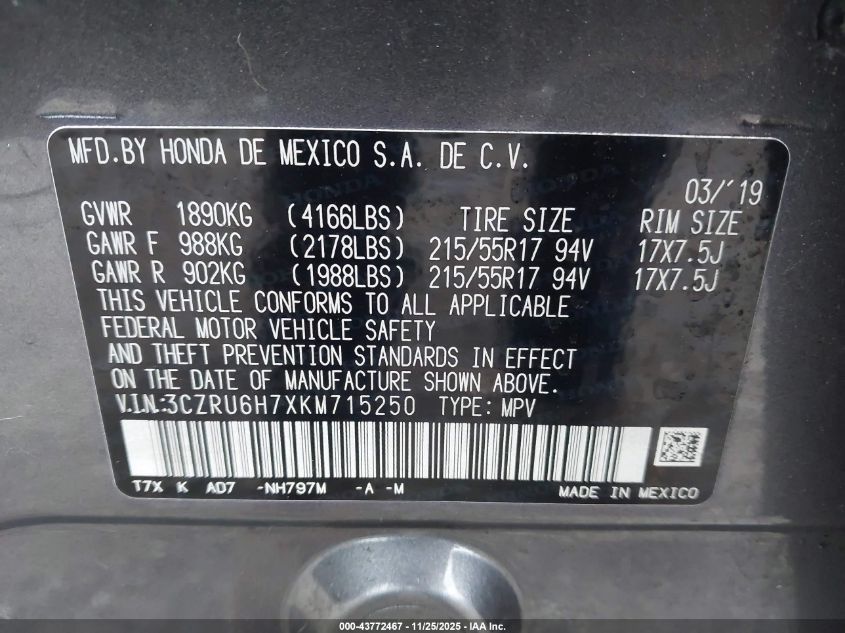 MFD.BY HONDA DE MEXICO S.A. DE C.V.
03/'19
GVWR 1890KG (4166LBS) TIRE SIZE RIM SIZE
GAWR F 988KG (2178LBS) 215/55R17 94V 17X7.5J
GAWR R 902KG (1988LBS) 215/55R17 94V 17X7.5J
THIS VEHICLE CONFORMS TO ALL APPLICABLE
FEDERAL MOTOR VEHICLE SAFETY
AND THEFT PREVENTION STANDARDS IN EFFECT
ON THE DATE OF MANUFACTURE SHOWN ABOVE.
V.I.N.:3CZRU6H7XKM715250 TYPE: MPV
T7X K AD7 -NH797M -A -M
MADE IN MEXICO
000-43772467 - 11/25/2025 - IAA Inc.